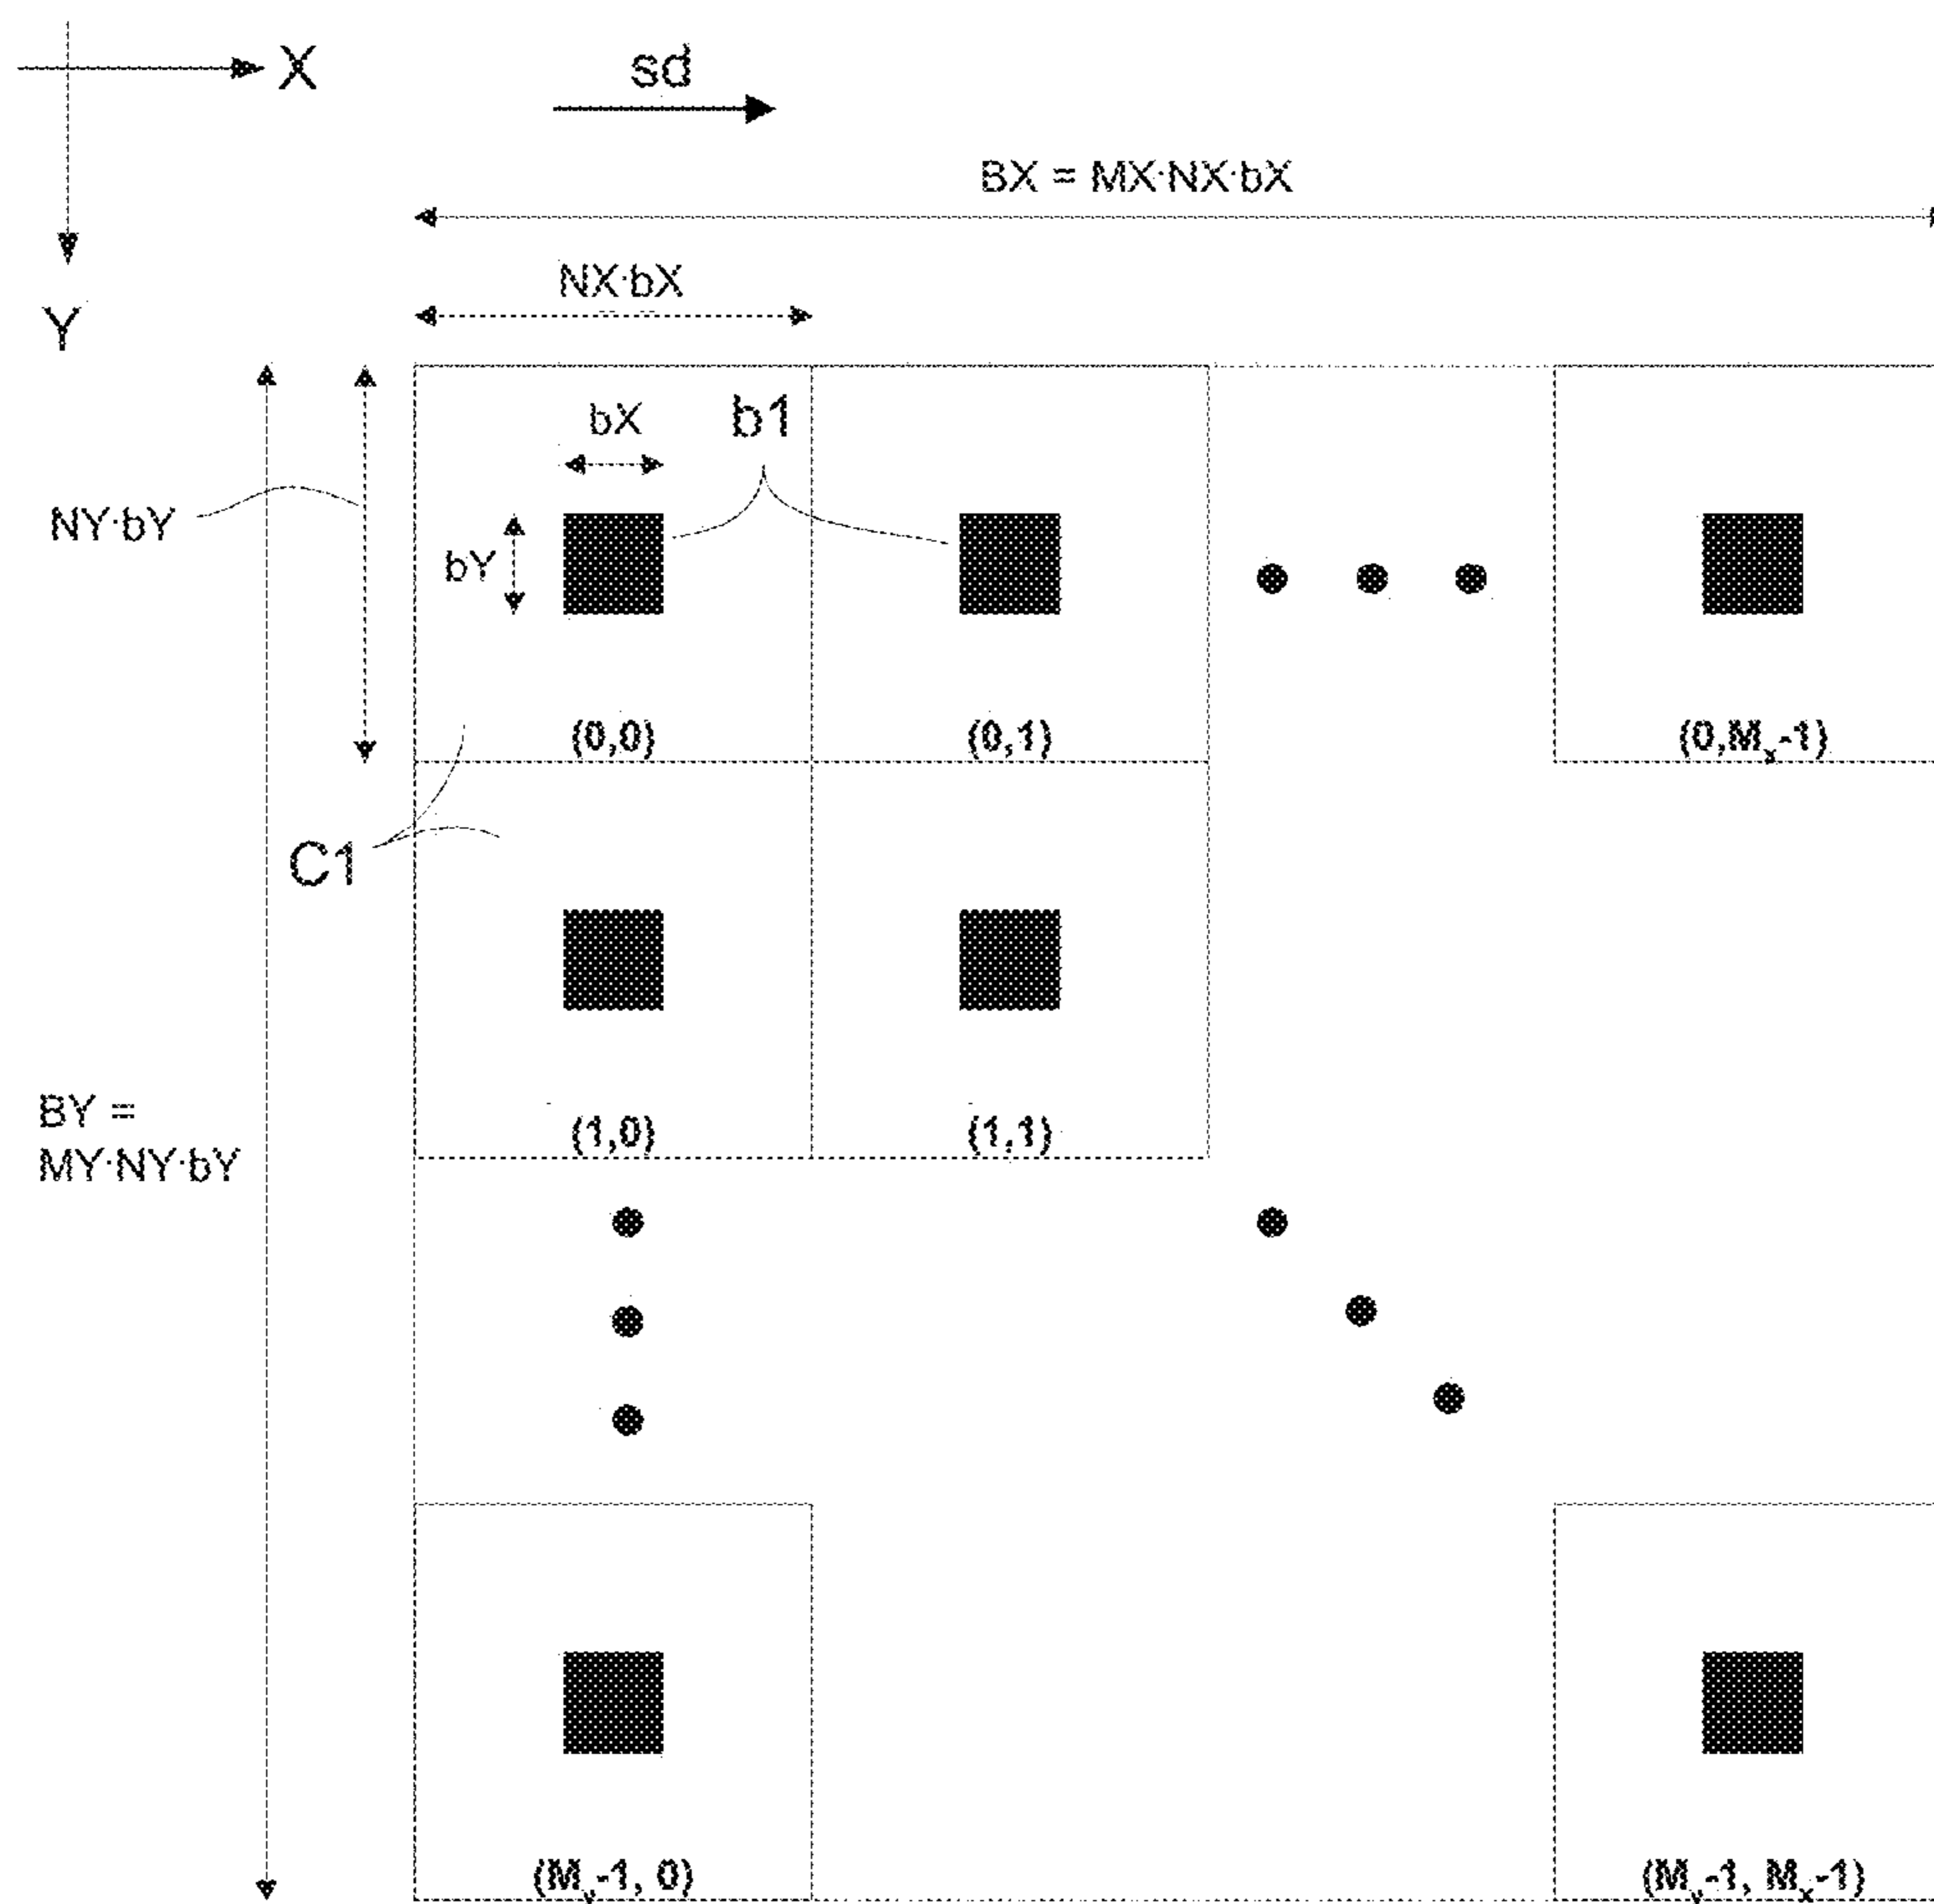 X
sd
BX = MX·NX·bX
NX·bX
Y
bX
b1
NY·bY
bY
(0,0)
(0,1)
(0,Mx-1)
C1
(1,0)
(1,1)
BY =
MY·NY·bY
(My-1, 0)
(My-1, Mx-1)